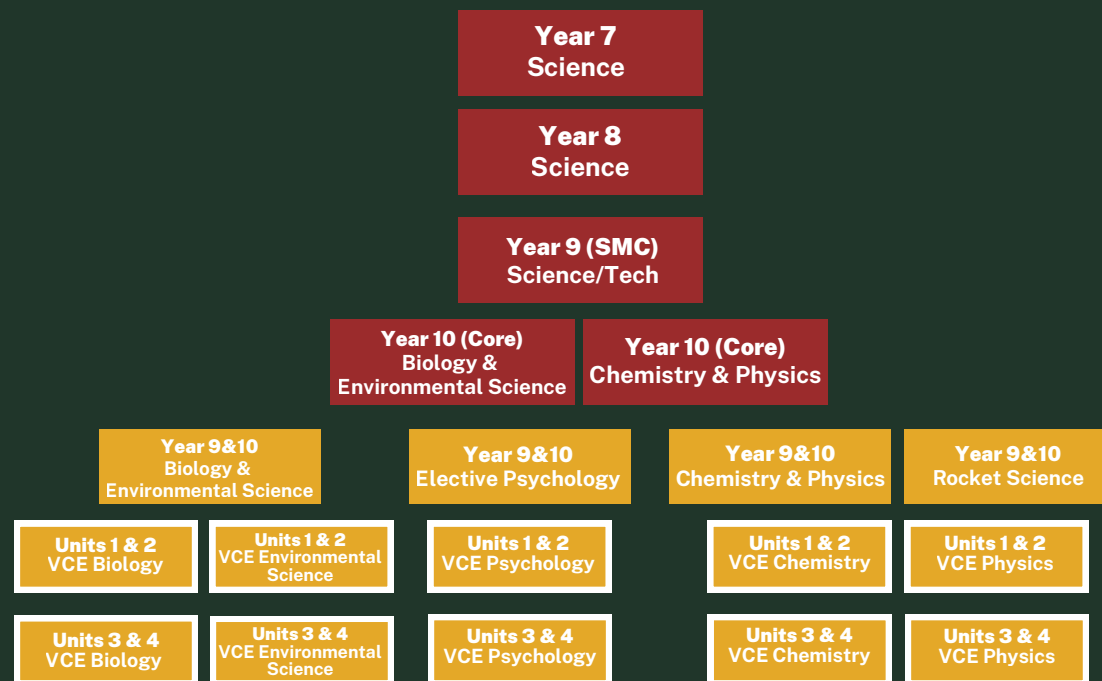 Year 7
Science
Year 8
Science
Year 9 (SMC)
Science/Tech
Year 10 (Core)
Biology &
Environmental Science
Year 10 (Core)
Chemistry & Physics
Year 9&10
Biology &
Environmental Science
Year 9&10
Elective Psychology
Year 9&10
Chemistry & Physics
Year 9&10
Rocket Science
Units 1 & 2
VCE Biology
Units 1 & 2
VCE Environmental
Science
Units 1 & 2
VCE Psychology
Units 1 & 2
VCE Chemistry
Units 1 & 2
VCE Physics
Units 3 & 4
VCE Biology
Units 3 & 4
VCE Environmental
Science
Units 3 & 4
VCE Psychology
Units 3 & 4
VCE Chemistry
Units 3 & 4
VCE Physics